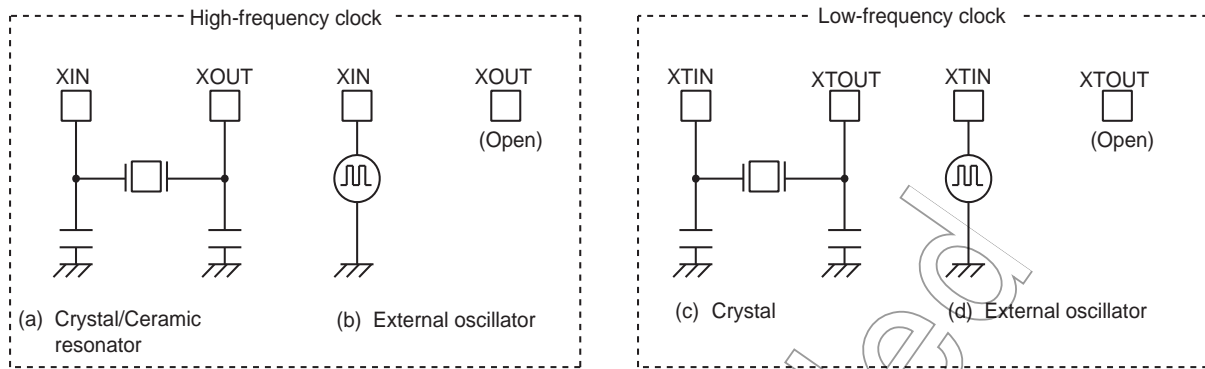 High-frequency clock
XIN XOUT XIN XOUT
(Open)
(a) Crystal/Ceramic
resonator
(b) External oscillator
Low-frequency clock
XTIN XTOUT XTIN XTOUT
(Open)
(c) Crystal
(d) External oscillator